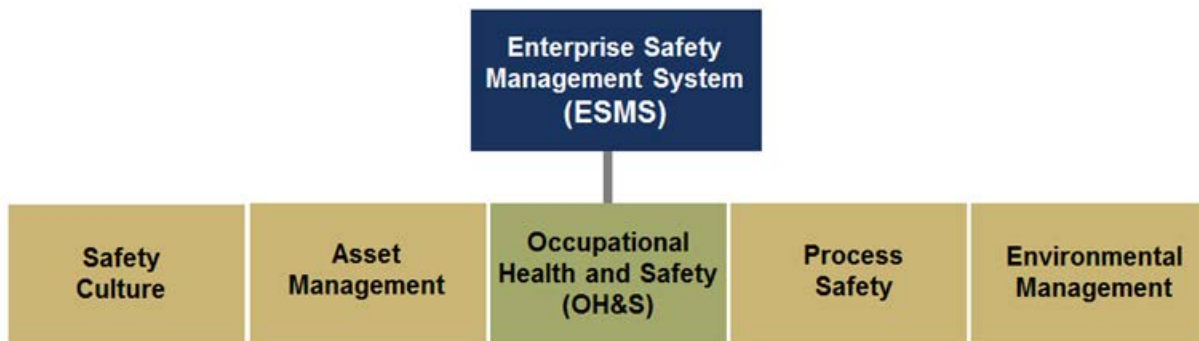 Enterprise Safety
Management System
(ESMS)
Safety
Culture
Asset
Management
Occupational
Health and Safety
(OH&S)
Process
Safety
Environmental
Management